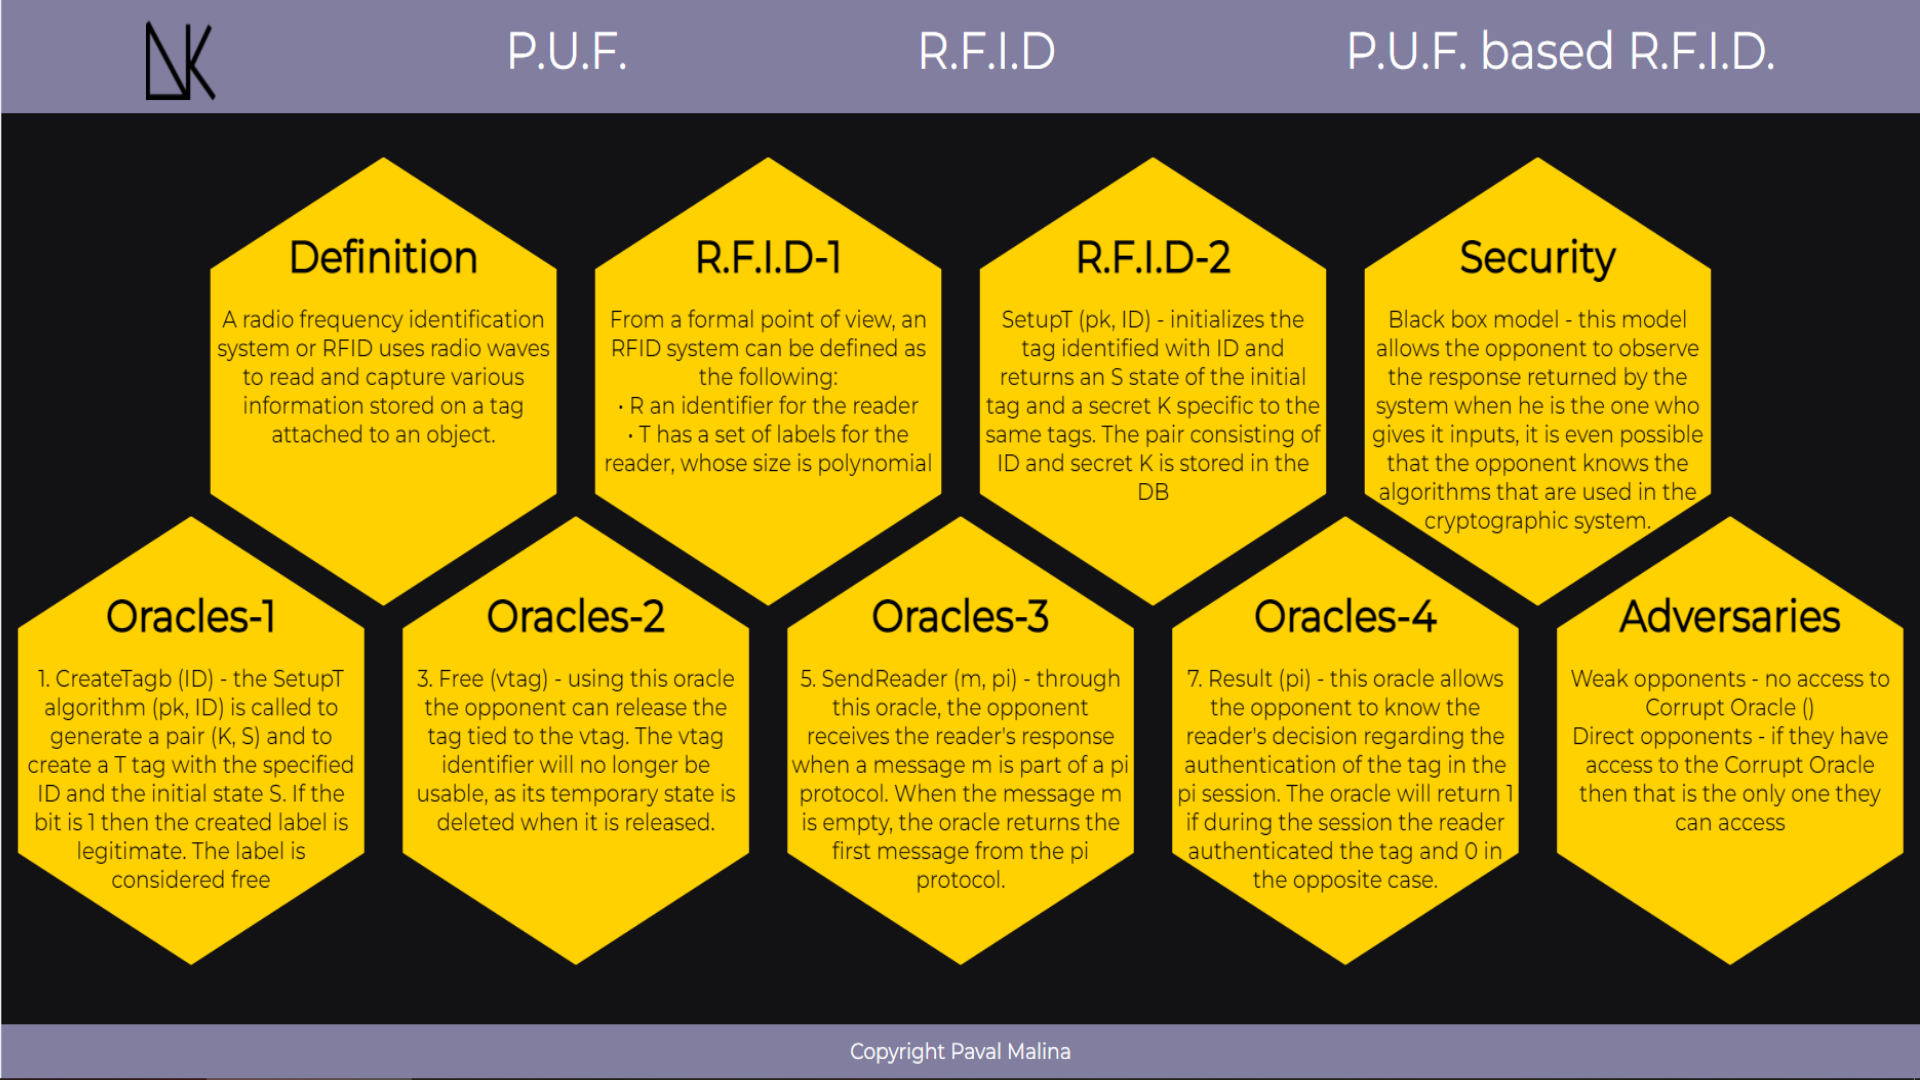 P.U.F.
R.F.I.D
P.U.F. based R.F.I.D.
Definition
A radio frequency identification
system or RFID uses radio waves
to read and capture various
information stored on a tag
attached to an object.
R.F.I.D-1
From a formal point of view, an
RFID system can be defined as
the following:
• R an identifier for the reader
• T has a set of labels for the
reader, whose size is polynomial
R.F.I.D-2
SetupT (pk, ID) - initializes the
tag identified with ID and
returns an S state of the initial
tag and a secret K specific to the
same tags. The pair consisting of
ID and secret K is stored in the
DB
Security
Black box model - this model
allows the opponent to observe
the response returned by the
system when he is the one who
gives it inputs, it is even possible
that the opponent knows the
algorithms that are used in the
cryptographic system.
Oracles-1
1. CreateTagb (ID) - the SetupT
algorithm (pk, ID) is called to
generate a pair (K, S) and to
create a T tag with the specified
ID and the initial state S. If the
bit is 1 then the created label is
legitimate. The label is
considered free
Oracles-2
3. Free (vtag) - using this oracle
the opponent can release the
tag tied to the vtag. The vtag
identifier will no longer be
usable, as its temporary state is
deleted when it is released.
Oracles-3
5. SendReader (m, pi) - through
this oracle, the opponent
receives the reader's response
when a message m is part of a pi
protocol. When the message m
is empty, the oracle returns the
first message from the pi
protocol.
Oracles-4
7. Result (pi) - this oracle allows
the opponent to know the
reader's decision regarding the
authentication of the tag in the
pi session. The oracle will return 1
if during the session the reader
authenticated the tag and 0 in
the opposite case.
Adversaries
Weak opponents - no access to
Corrupt Oracle ()
Direct opponents - if they have
access to the Corrupt Oracle
then that is the only one they
can access
Copyright Paval Malina